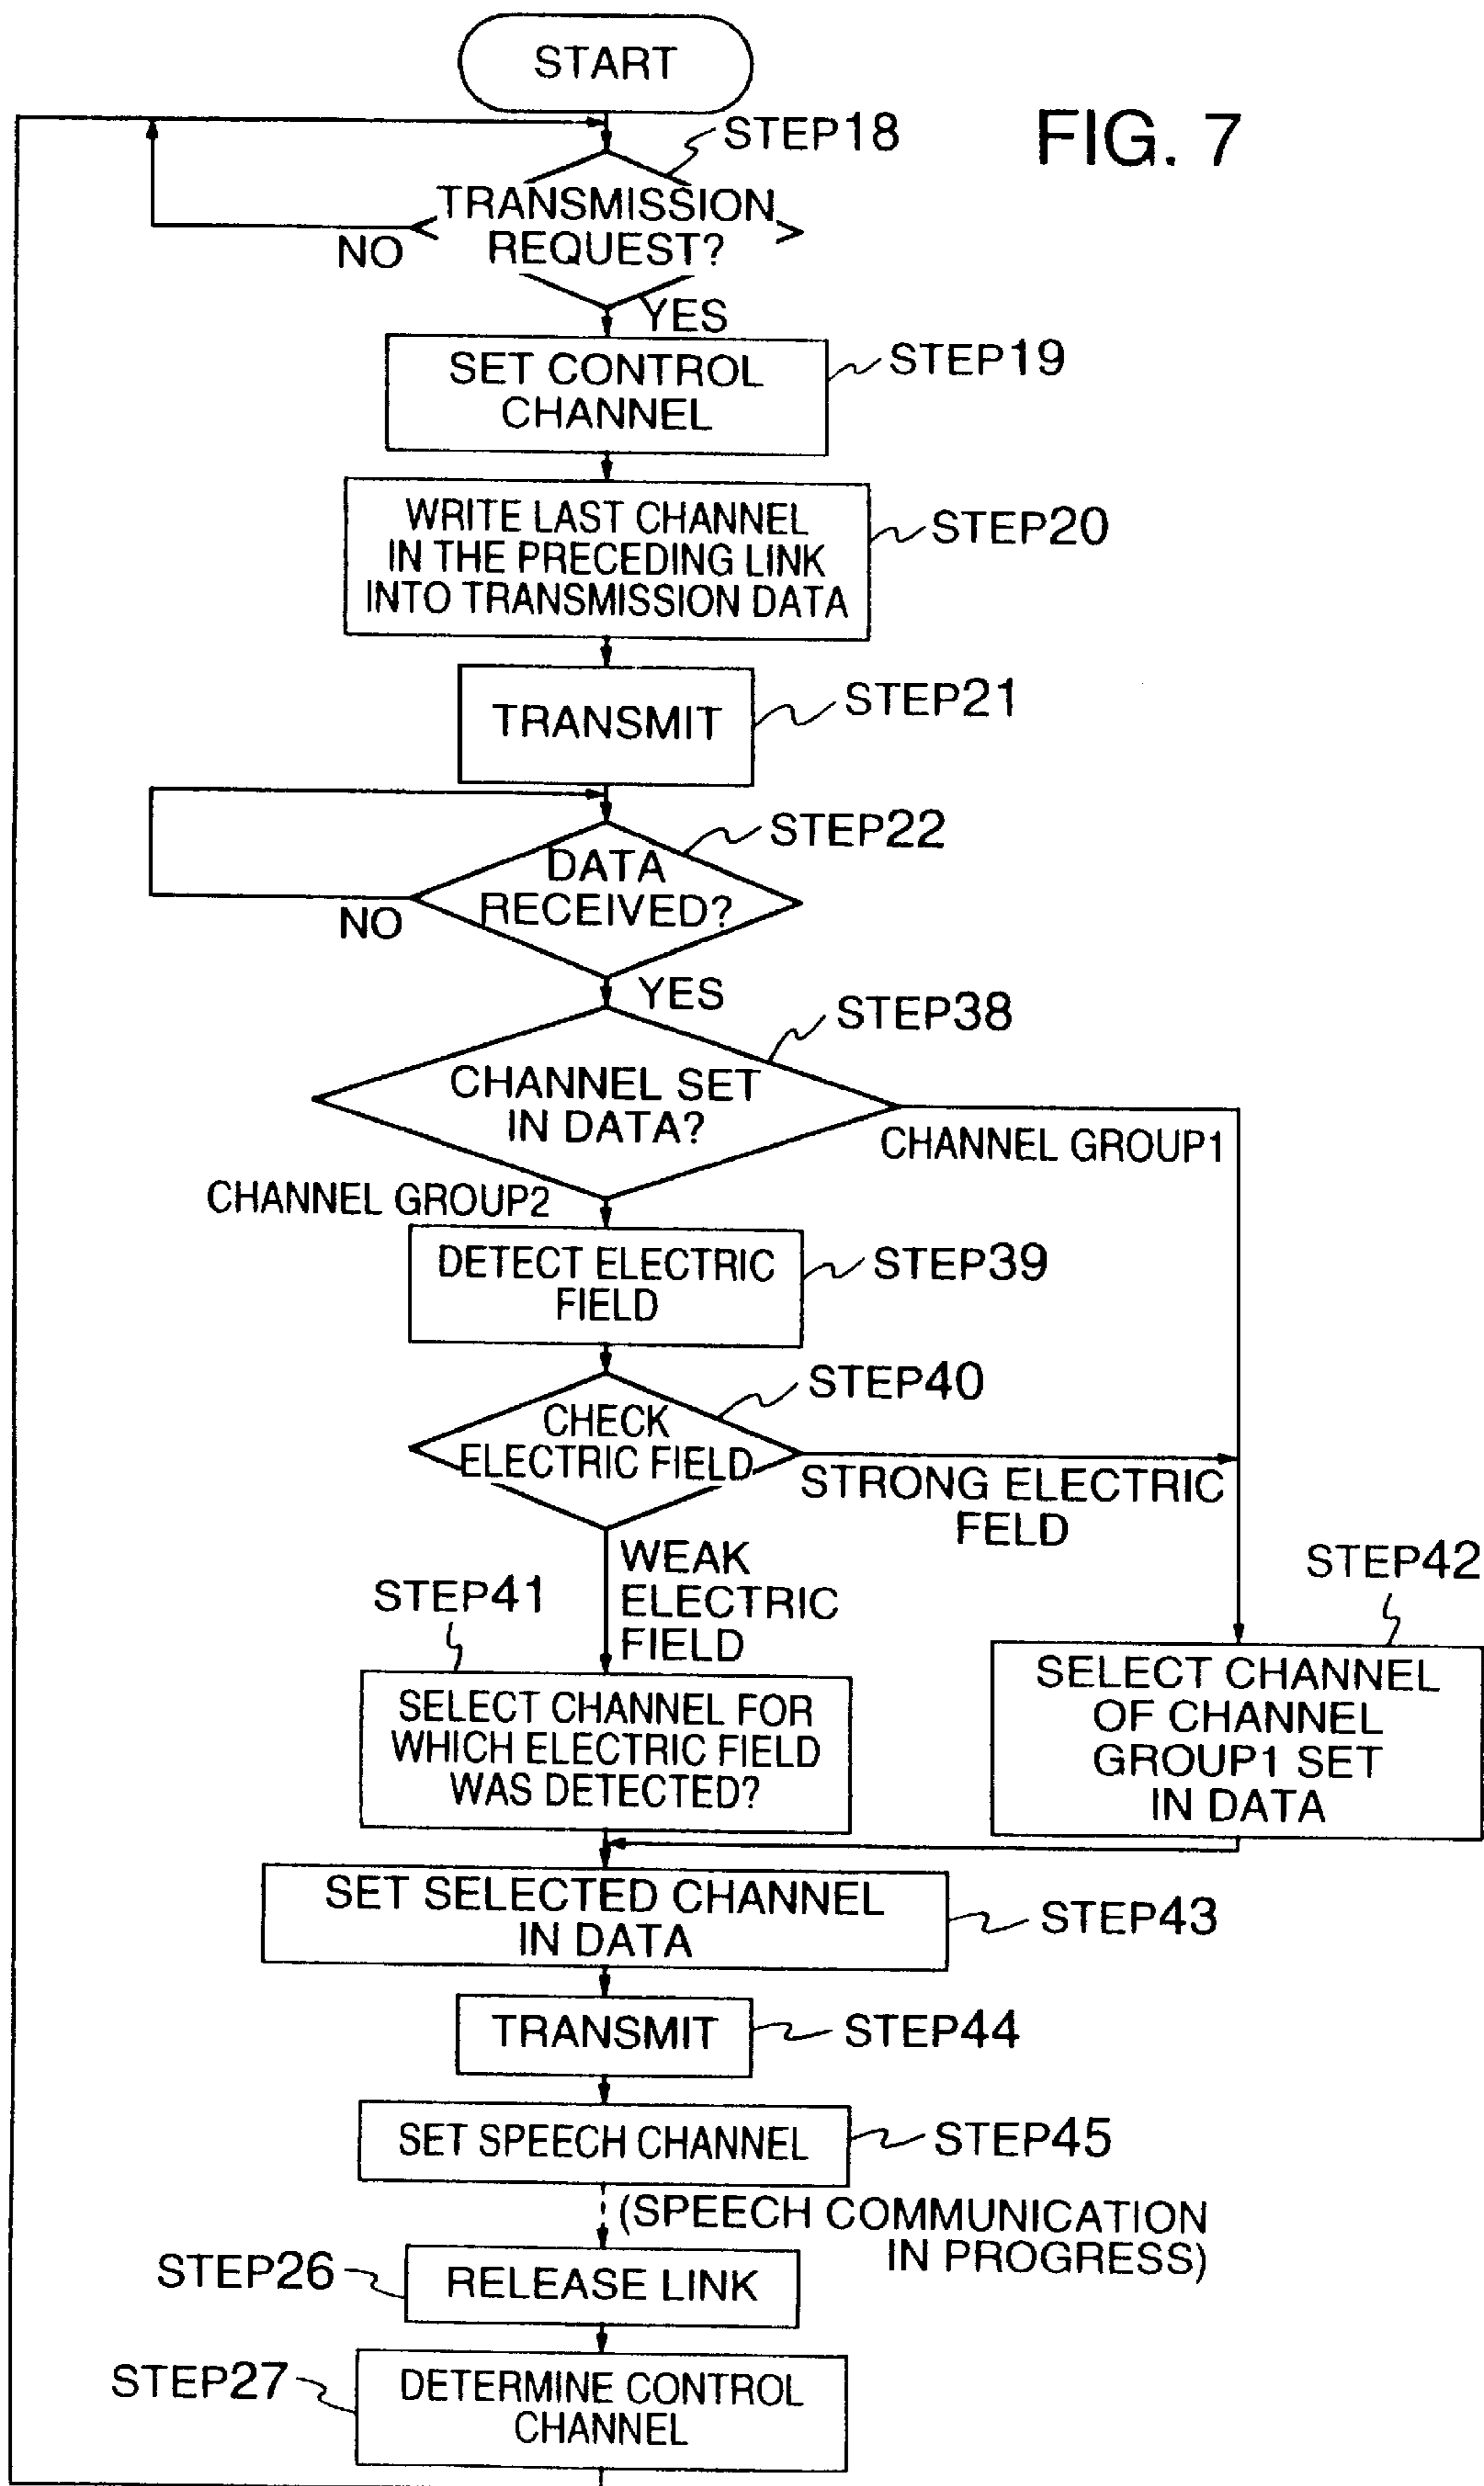 START
FIG. 7
STEP18
TRANSMISSION
REQUEST?
NO
YES
SET CONTROL
CHANNEL
STEP19
WRITE LAST CHANNEL
IN THE PRECEDING LINK
INTO TRANSMISSION DATA
STEP20
TRANSMIT
STEP21
STEP22
DATA
RECEIVED?
NO
YES
STEP38
CHANNEL SET
IN DATA?
CHANNEL GROUP1
CHANNEL GROUP2
DETECT ELECTRIC
FIELD
STEP39
STEP40
CHECK
ELECTRIC FIELD
STRONG ELECTRIC
FELD
WEAK
ELECTRIC
FIELD
STEP41
STEP42
SELECT CHANNEL FOR
WHICH ELECTRIC FIELD
WAS DETECTED?
SELECT CHANNEL
OF CHANNEL
GROUP1 SET
IN DATA
SET SELECTED CHANNEL
IN DATA
STEP43
TRANSMIT
STEP44
SET SPEECH CHANNEL
STEP45
(SPEECH COMMUNICATION
IN PROGRESS)
STEP26
RELEASE LINK
STEP27
DETERMINE CONTROL
CHANNEL